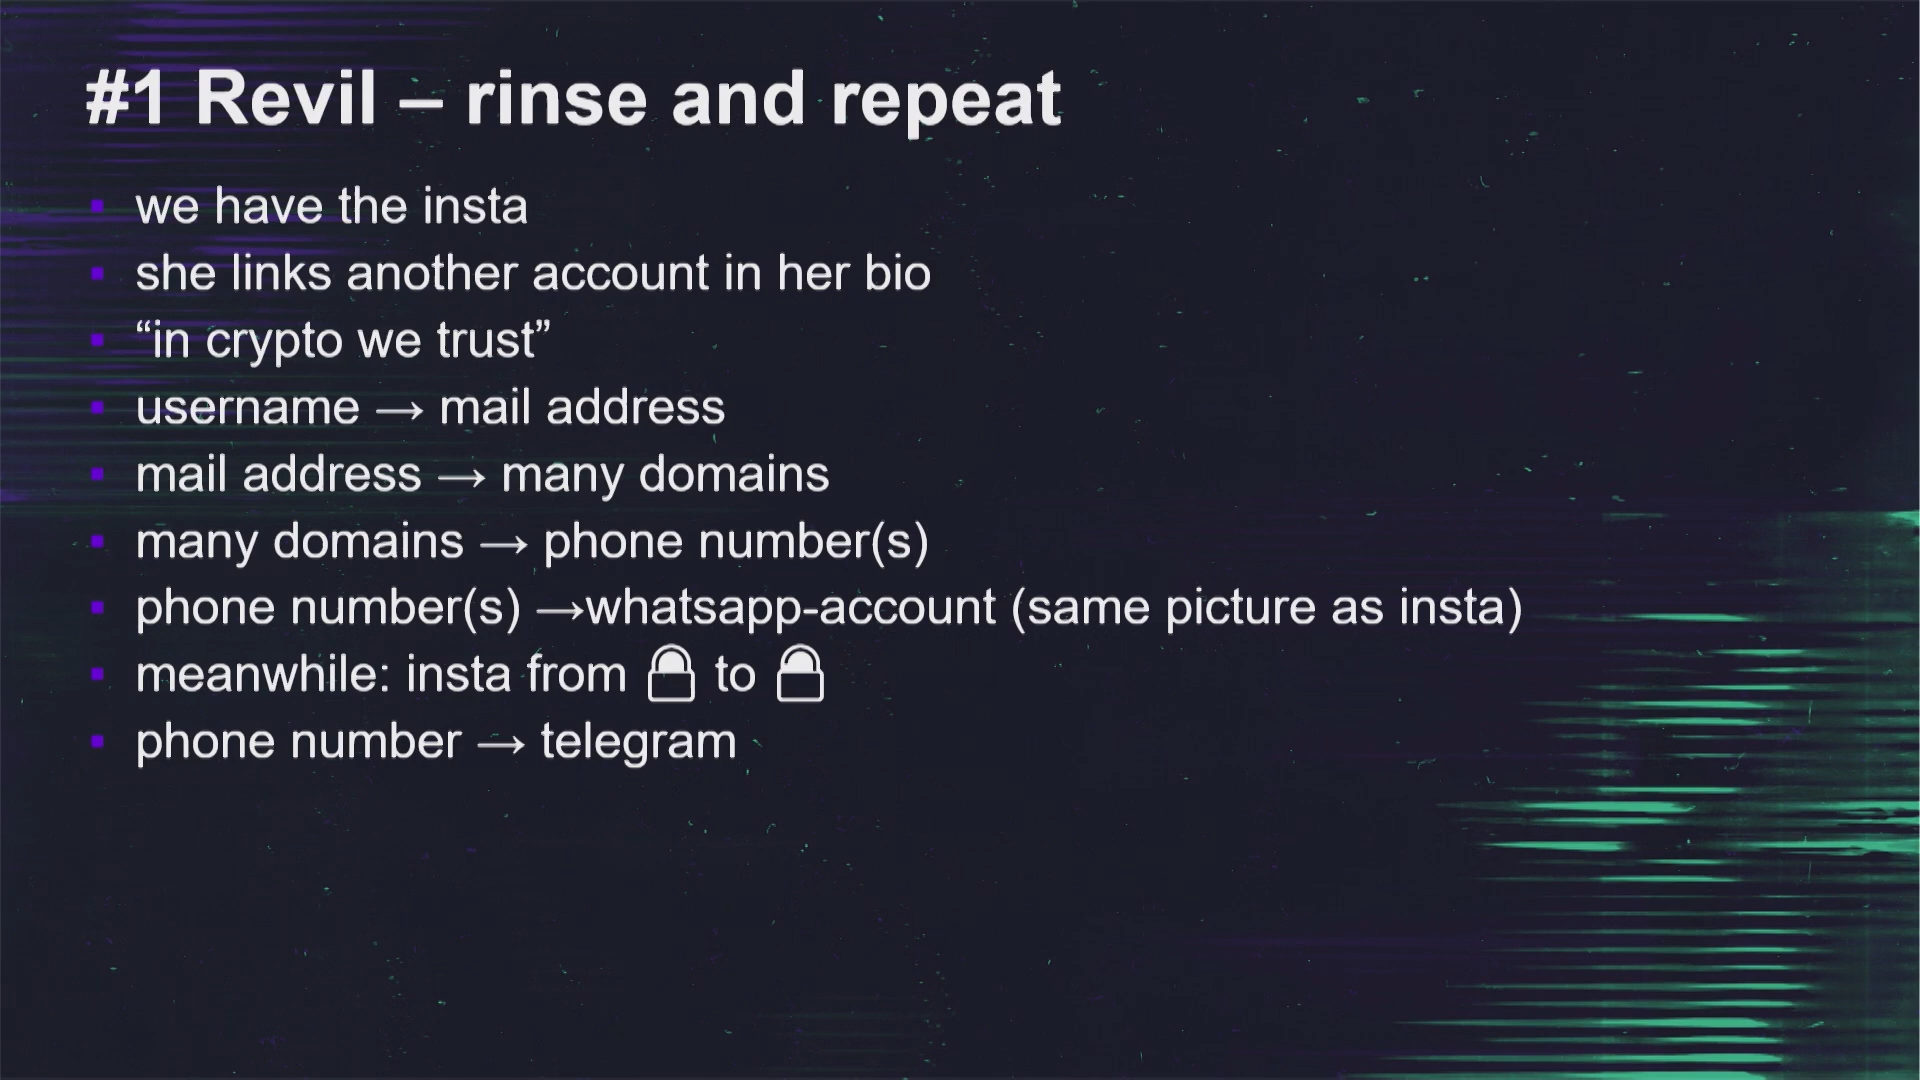 #1 Revil – rinse and repeat
▪ we have the insta
▪ she links another account in her bio
▪ “in crypto we trust”
▪ username → mail address
▪ mail address → many domains
▪ many domains → phone number(s)
▪ phone number(s) →whatsapp-account (same picture as insta)
▪ meanwhile: insta from 🔒 to 🔒
▪ phone number → telegram